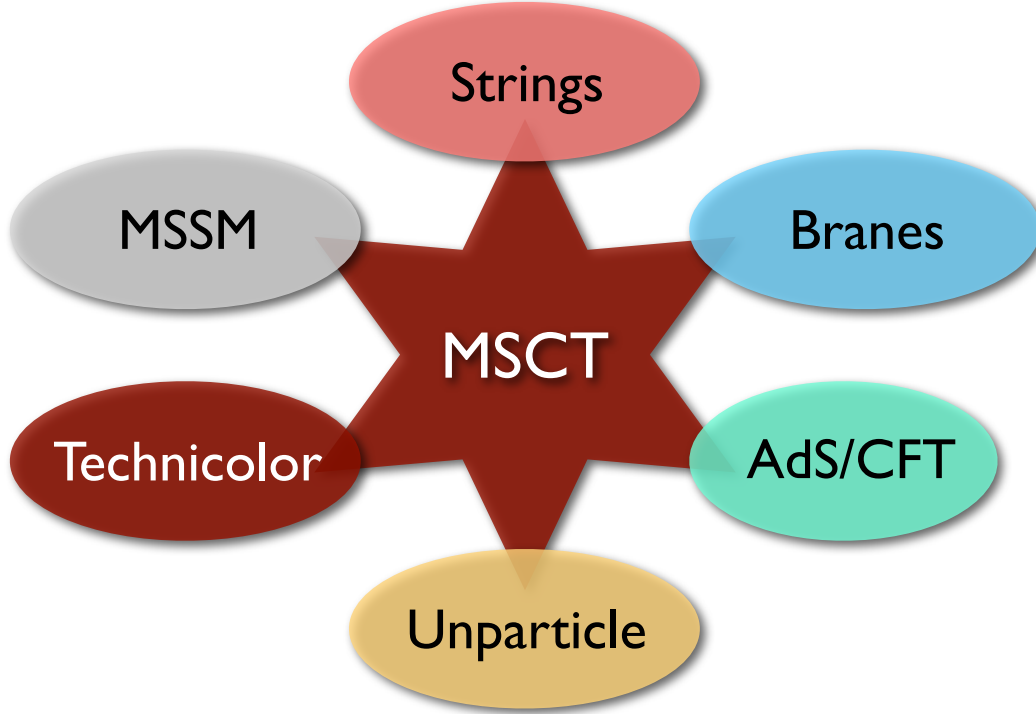 Strings
MSSM
Branes
MSCT
Technicolor
AdS/CFT
Unparticle